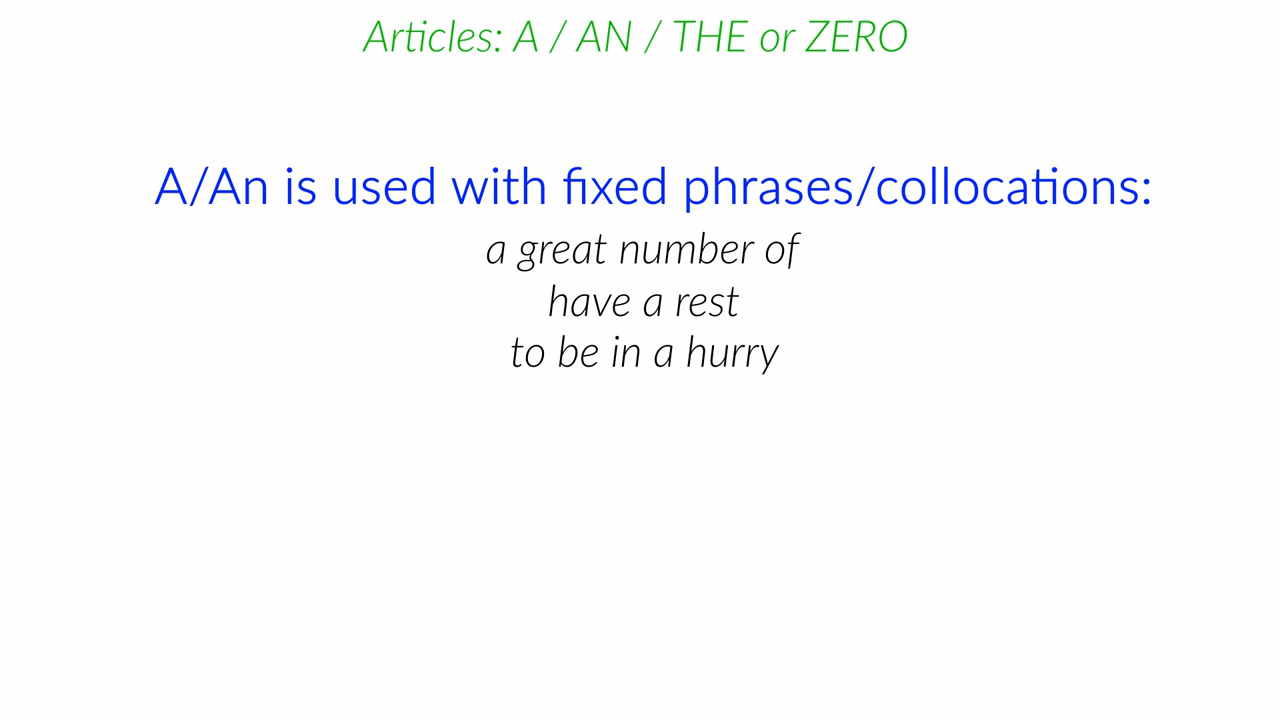 Articles: A / AN / THE or ZERO
A/An is used with fixed phrases/collocations:
a great number of
have a rest
to be in a hurry